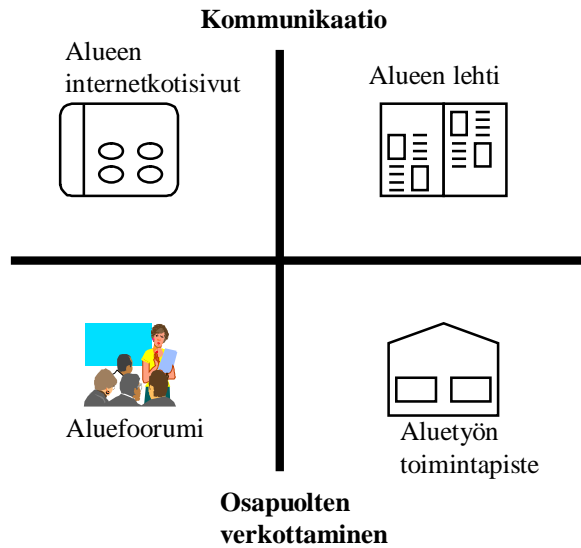 Kommunikaatio
Alueen
internetkotisivut
Alueen lehti
Aluefoorumi
Aluetyön
toimintapiste
Osapuolten
verkottaminen